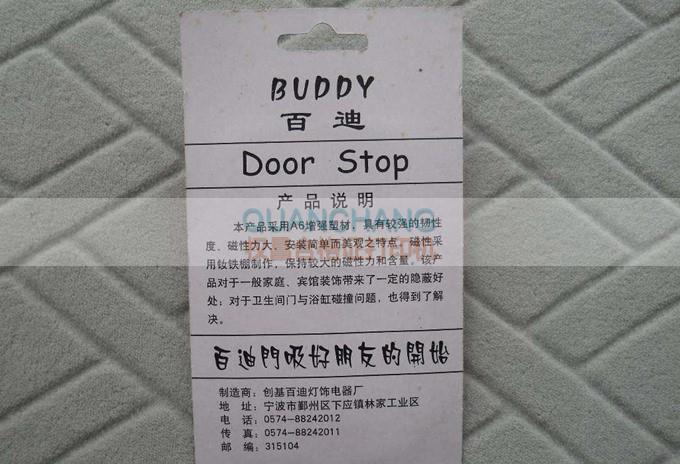 BUDDY
百迪
Door Stop
产品说明
本产品采用A6增强塑材，具有较强的韧性
度、磁性力大、安装简单而美观之特点，磁性采
用钕铁棚制作，保持较大的磁性力和含量。该产
品对于一般家庭、宾馆装饰带来了一定的隐蔽好
处；对于卫生间门与浴缸碰撞问题，也得到了解
决。
百迪門吸好朋友的開始
制造商：创基百迪灯饰电器厂
地 址：宁波市鄞州区下应镇林家工业区
电 话：0574-88242012
传 真：0574-88242011
邮 编：315104
QUANCHANG